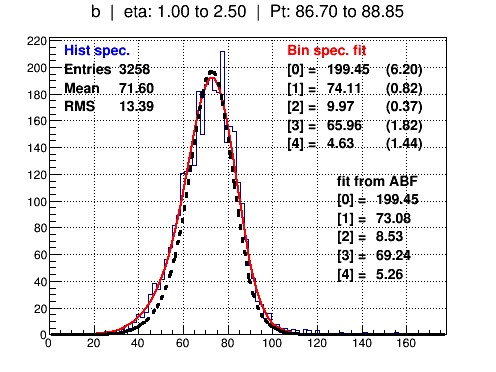 b | eta: 1.00 to 2.50 | Pt: 86.70 to 88.85
Hist spec.
Entries 3258
Mean 71.60
RMS 13.39
Bin spec. fit
[0] = 199.45 (6.20)
[1] = 74.11 (0.82)
[2] = 9.97 (0.37)
[3] = 65.96 (1.82)
[4] = 4.63 (1.44)
fit from ABF
[0] = 199.45
[1] = 73.08
[2] = 8.53
[3] = 69.24
[4] = 5.26
220
200
180
160
140
120
100
80
60
40
20
0
0 20 40 60 80 100 120 140 160